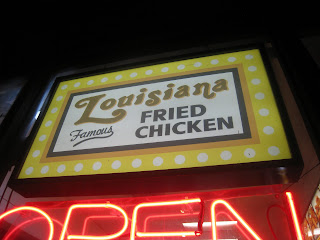 Louisiana
Famous FRIED
CHICKEN
OPEN